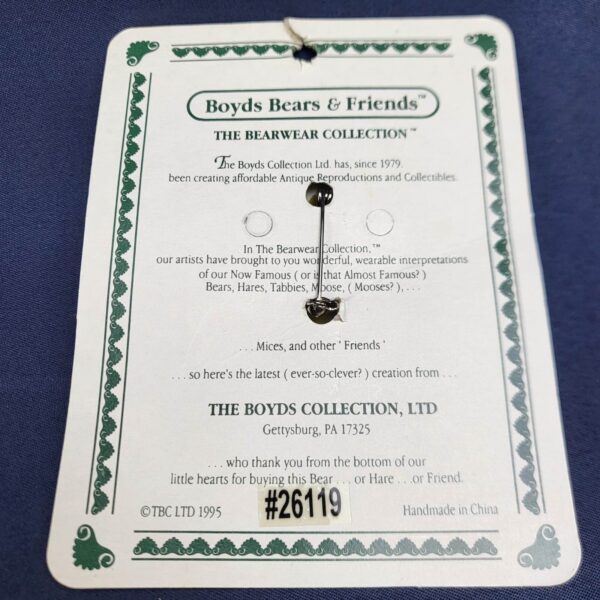 Boyds Bears & Friends™
THE BEARWEAR COLLECTION™
The Boyds Collection Ltd. has, since 1979,
been creating affordable Antique Reproductions and Collectibles.
In The Bearwear Collection,™
our artists have brought to you wonderful, wearable interpretations
of our Now Famous ( or is that Almost Famous? )
Bears, Hares, Tabbies, Moose, ( Mooses? ), . . .
. . . Mices, and other ' Friends '
. . . so here's the latest ( ever-so-clever? ) creation from . . .
THE BOYDS COLLECTION, LTD
Gettysburg, PA 17325
. . . who thank you from the bottom of our
little hearts for buying this Bear . . . or Hare . . . or Friend.
©TBC LTD 1995 #26119 Handmade in China